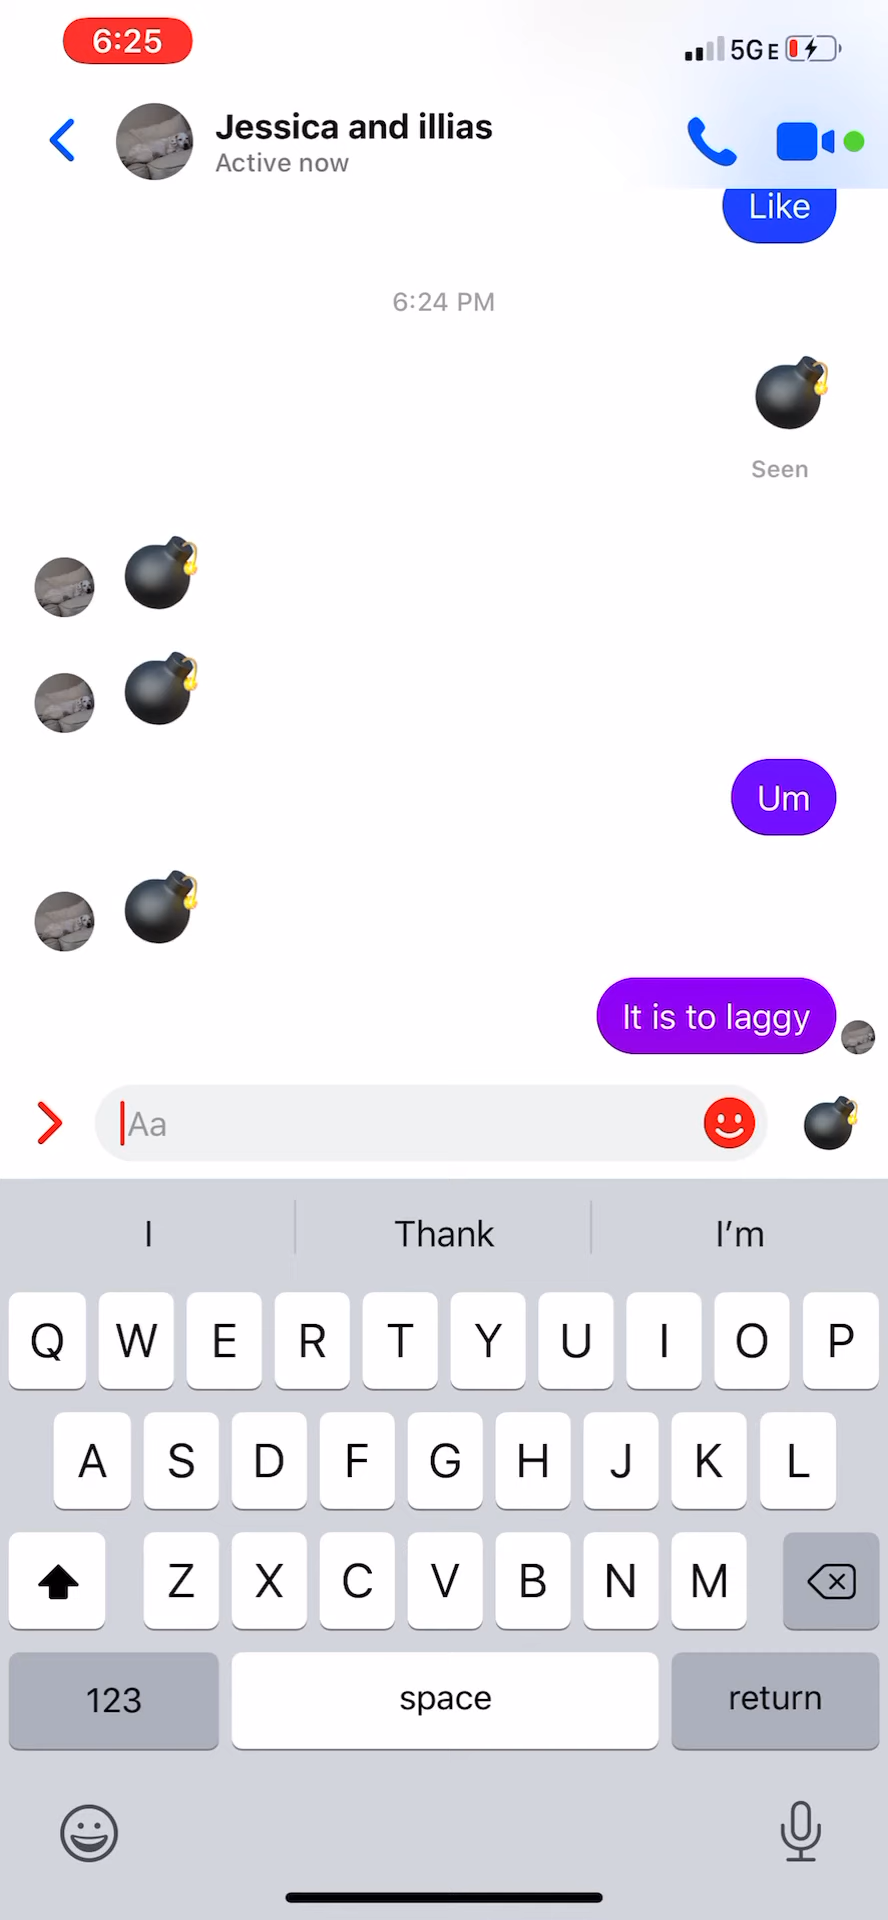 6:25
5GE
Jessica and illias
Active now
Like
6:24 PM
Seen
Um
It is to laggy
Aa
I
Thank
I’m
Q W E R T Y U I O P
A S D F G H J K L
Z X C V B N M
123
space
return